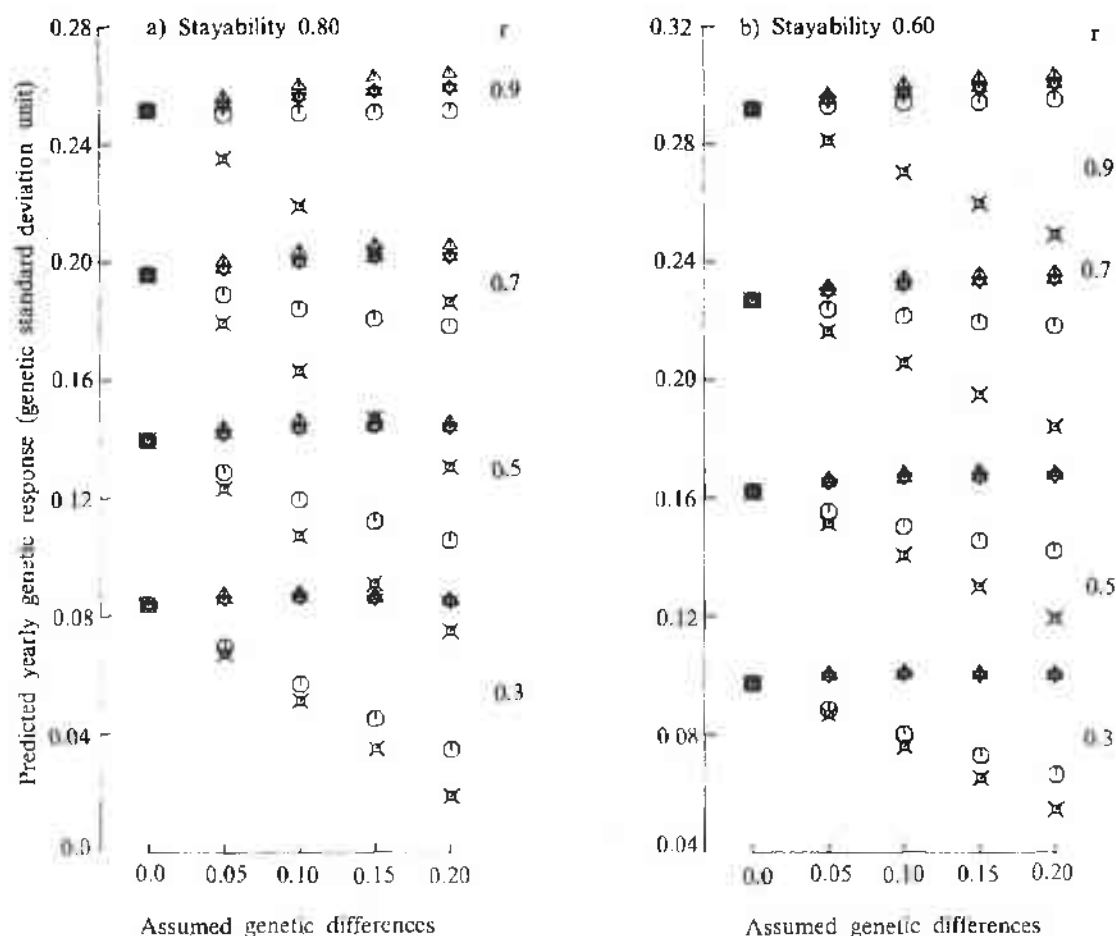 Predicted yearly genetic response (genetic standard deviation unit)
a) Stayability 0.80
r
0.28
0.24
0.20
0.16
0.12
0.08
0.04
0.0
0.9
0.7
0.5
0.3
0.0 0.05 0.10 0.15 0.20
Assumed genetic differences
b) Stayability 0.60
r
0.32
0.28
0.24
0.20
0.16
0.12
0.08
0.04
0.9
0.7
0.5
0.3
0.0 0.05 0.10 0.15 0.20
Assumed genetic differences